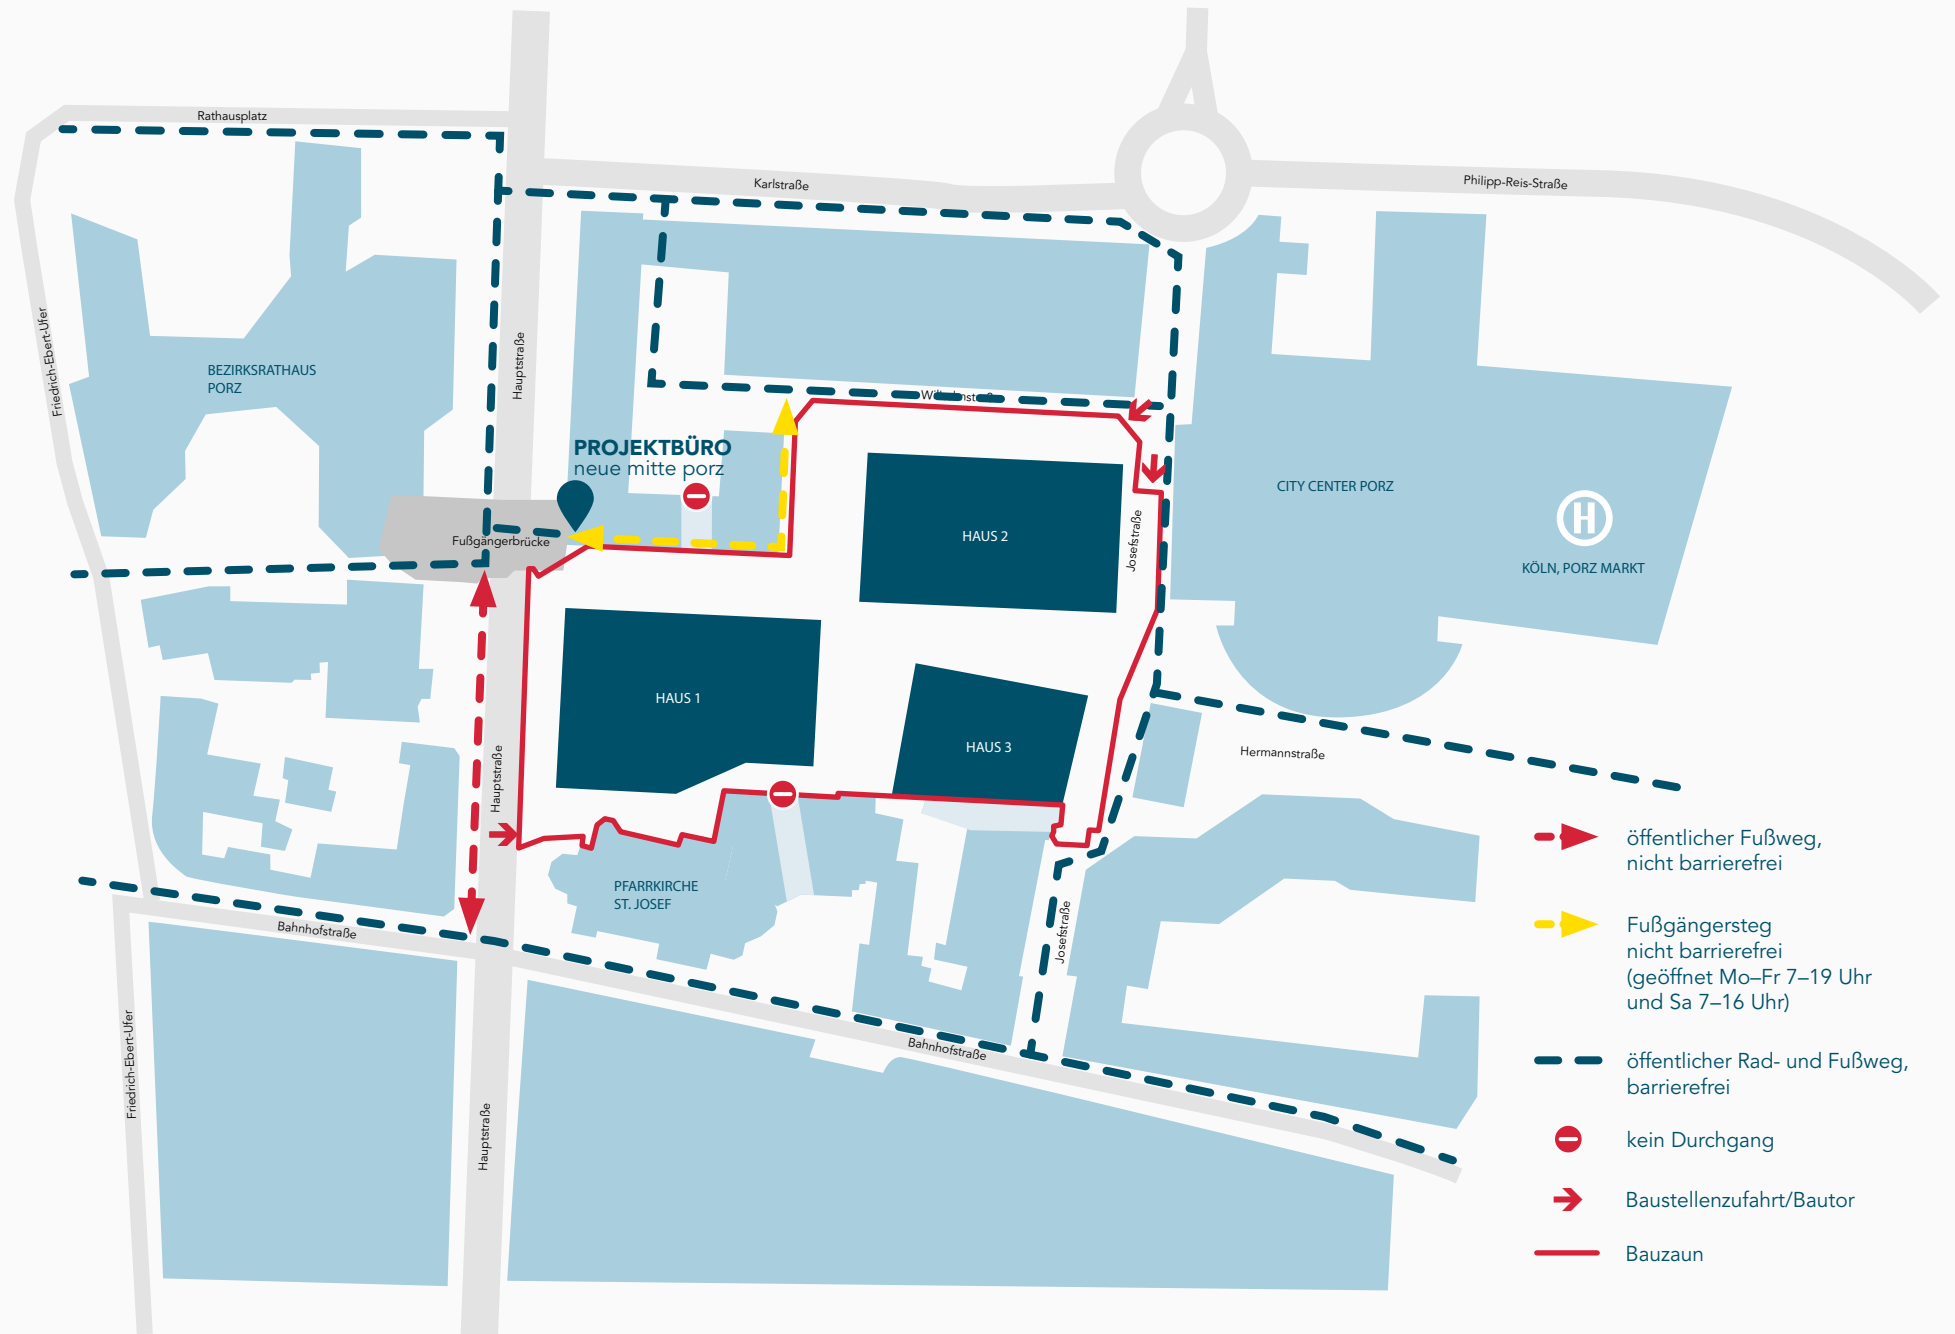 Rathausplatz
Karlstraße
Philipp-Reis-Straße
Friedrich-Ebert-Ufer
Hauptstraße
BEZIRKSRATHAUS
PORZ
Wilhelmstraße
PROJEKTBÜRO
neue mitte porz
Fußgängerbrücke
HAUS 2
Josefstraße
CITY CENTER PORZ
H
KÖLN, PORZ MARKT
HAUS 1
HAUS 3
Hauptstraße
Hermannstraße
PFARRKIRCHE
ST. JOSEF
Bahnhofstraße
Josefstraße
Bahnhofstraße
Friedrich-Ebert-Ufer
Hauptstraße
öffentlicher Fußweg,
nicht barrierefrei
Fußgängersteg
nicht barrierefrei
(geöffnet Mo–Fr 7–19 Uhr
und Sa 7–16 Uhr)
öffentlicher Rad- und Fußweg,
barrierefrei
kein Durchgang
Baustellenzufahrt/Bautor
Bauzaun